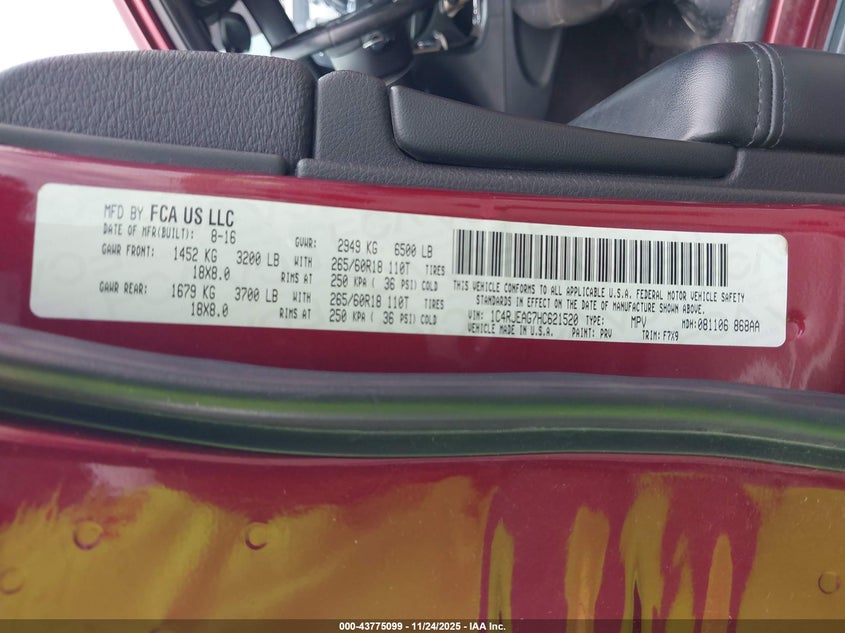 MFD BY FCA US LLC
DATE OF MFR(BUILT): 8-16 GVWR: 2949 KG 6500 LB
GAWR FRONT: 1452 KG 3200 LB WITH 265/60R18 110T TIRES
18X8.0 RIMS AT 250 KPA ( 36 PSI) COLD
GAWR REAR: 1679 KG 3700 LB WITH 265/60R18 110T TIRES
18X8.0 RIMS AT 250 KPA ( 36 PSI) COLD
THIS VEHICLE CONFORMS TO ALL APPLICABLE U.S.A. FEDERAL MOTOR VEHICLE SAFETY
STANDARDS IN EFFECT ON THE DATE OF MANUFACTURE SHOWN ABOVE.
VIN: 1C4RJEAG7HC621520 TYPE: MPV MDH: 081106 868AA
VEHICLE MADE IN U.S.A. PAINT: PRV TRIM: F7X9
000-43775099 - 11/24/2025 - IAA Inc.